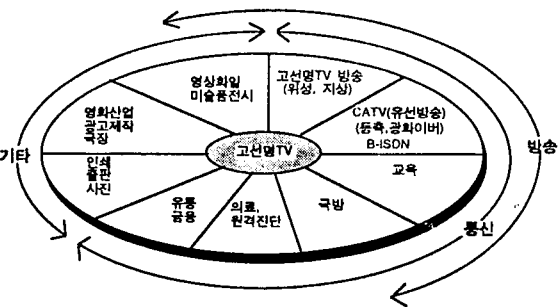 영상화일
미술품전시
고선명TV 방송
(위성, 지상)
영화산업
광고제작
극장
CATV(유선방송)
(동축,광화이버)
B-ISDN
기타
고선명TV
방송
인쇄
출판
사진
교육
유통
금융
의료,
원격진단
국방
통신